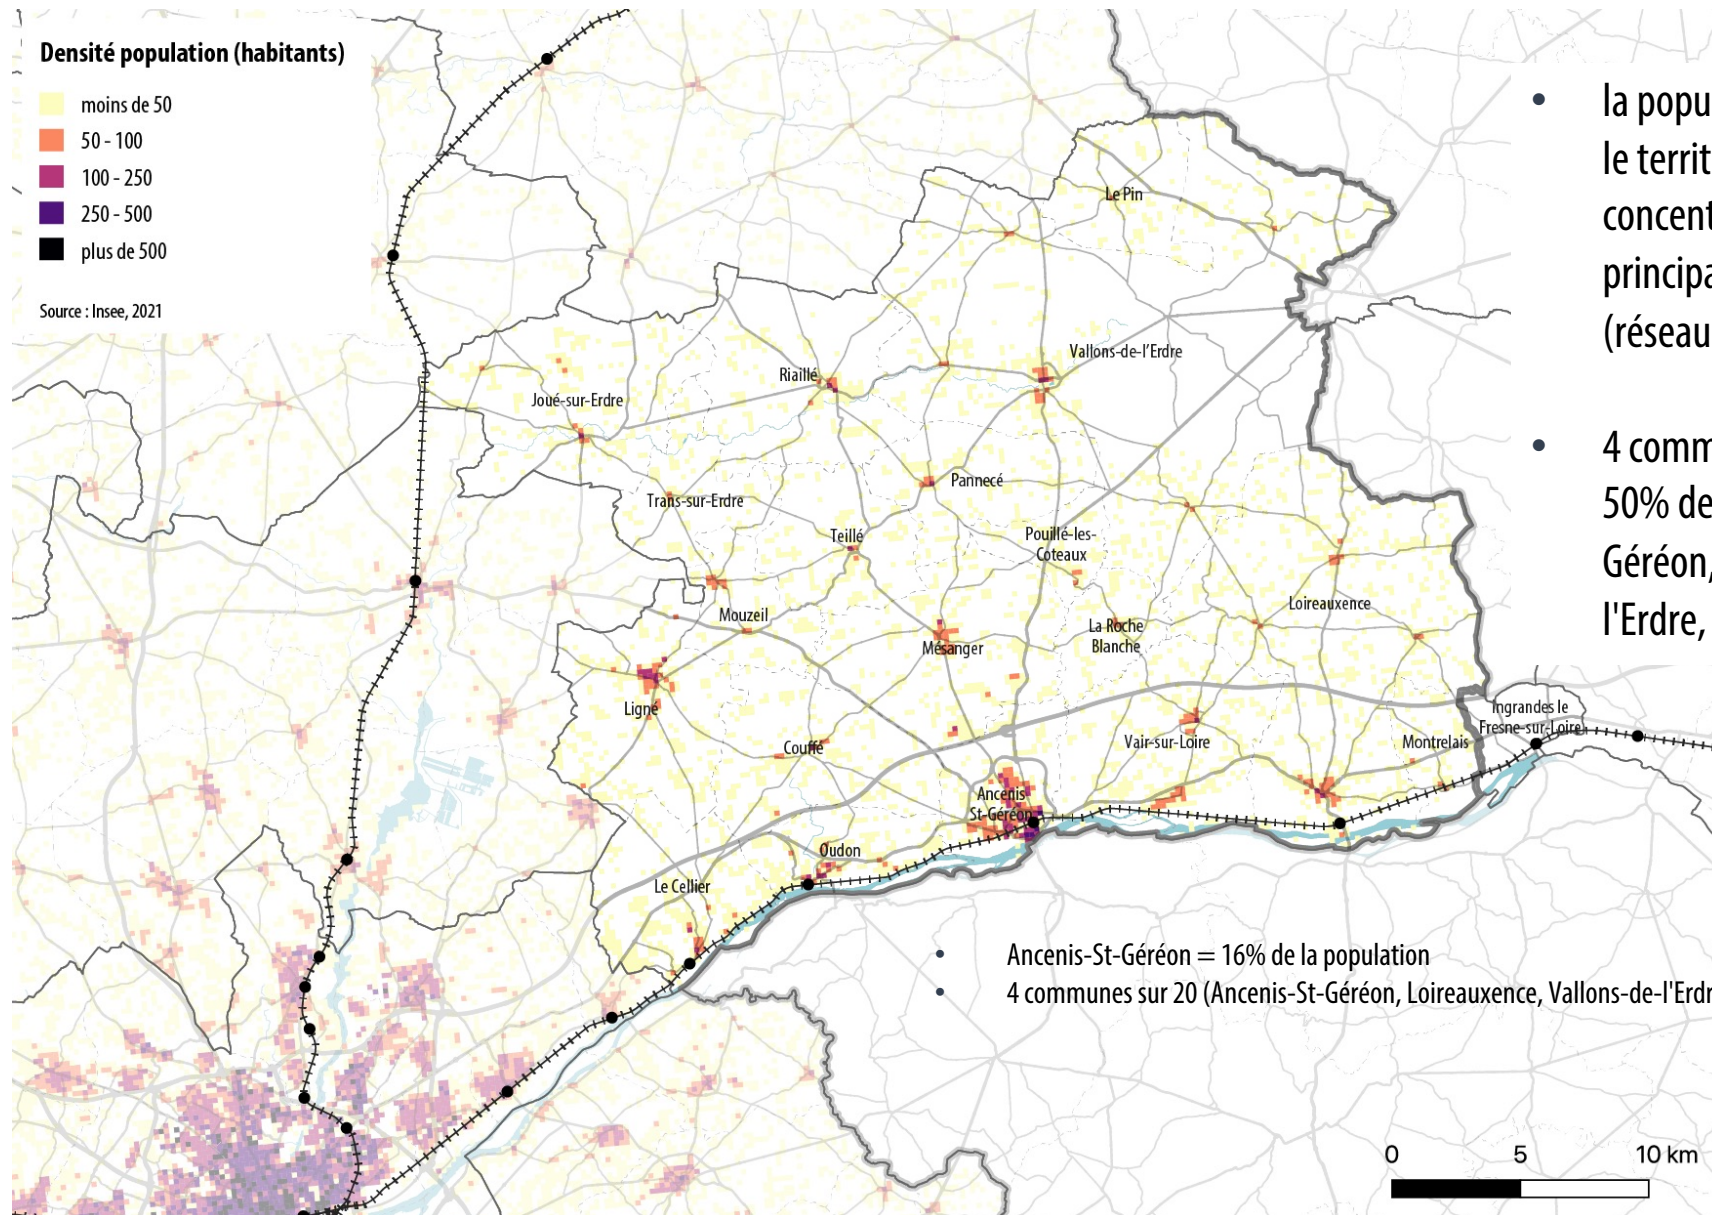 Densité population (habitants)
moins de 50
50 - 100
100 - 250
250 - 500
plus de 500
Source : Insee, 2021
• la popu
le territ
concent
principa
(réseau
• 4 comm
50% de
Géréon,
l'Erdre,
Le Pin
Vallons-de-l'Erdre
Riaillé
Joué-sur-Erdre
Pannecé
Trans-sur-Erdre
Teillé
Pouillé-les-
Coteaux
Loireauxence
Mouzeil
La Roche
Blanche
Mésanger
Ligné
Ingrandes le
Fresne-sur-Loire
Couffé
Vair-sur-Loire
Montrelais
Ancenis
St-Géréon
Oudon
Le Cellier
• Ancenis-St-Géréon = 16% de la population
• 4 communes sur 20 (Ancenis-St-Géréon, Loireauxence, Vallons-de-l'Erdr
0 5 10 km